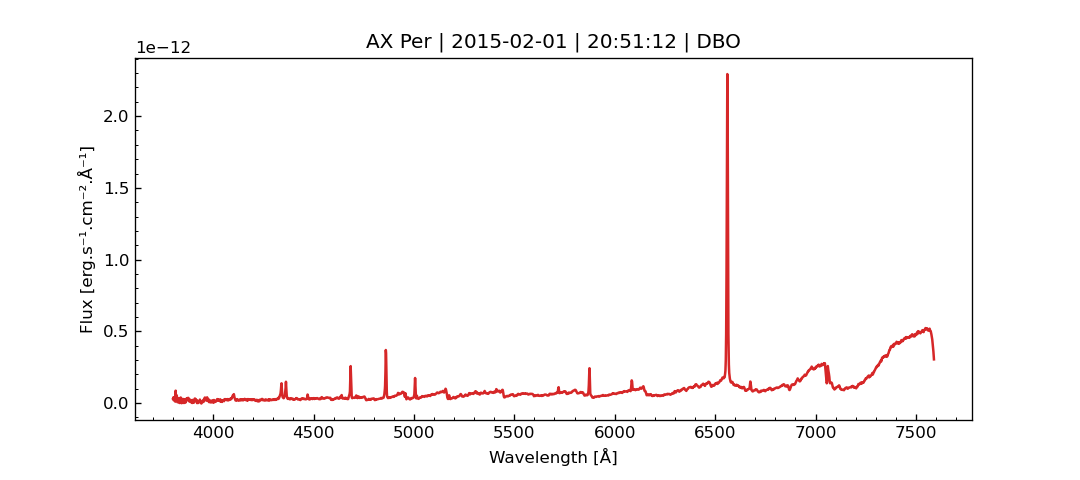 AX Per | 2015-02-01 | 20:51:12 | DBO
1e−12
2.0
1.5
1.0
0.5
0.0
Flux [erg.s⁻¹.cm⁻².Å⁻¹]
4000 4500 5000 5500 6000 6500 7000 7500
Wavelength [Å]